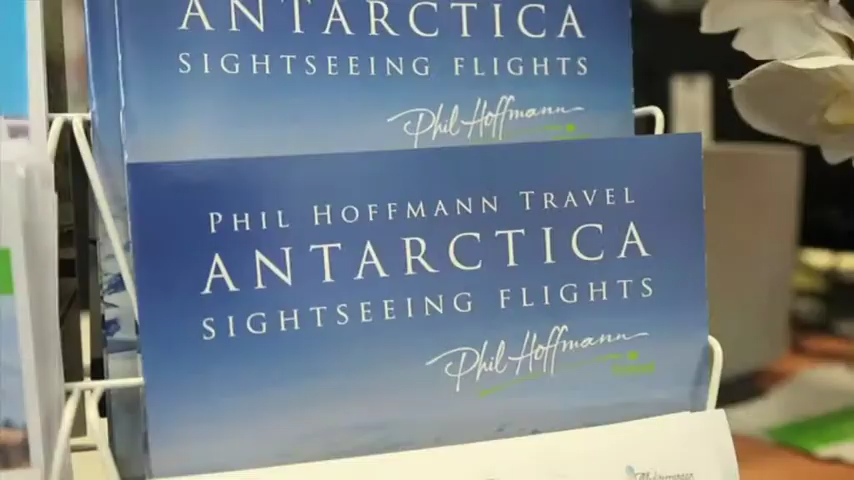 ANTARCTICA
SIGHTSEEING FLIGHTS
Phil Hoffmann
PHIL HOFFMANN TRAVEL
ANTARCTICA
SIGHTSEEING FLIGHTS
Phil Hoffmann